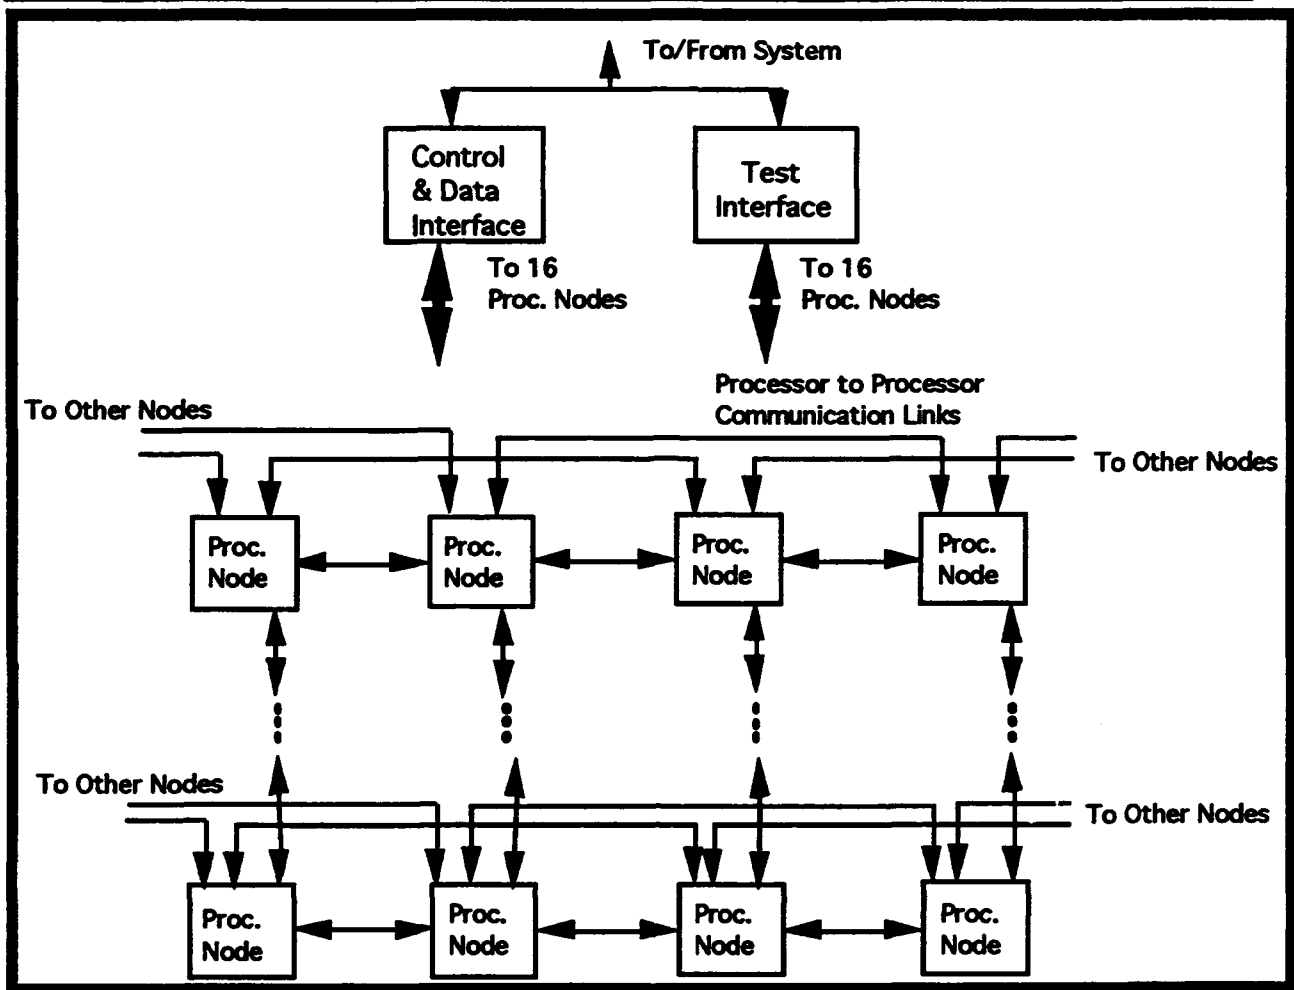 To/From System
Control
& Data
Interface
Test
Interface
To 16
Proc. Nodes
To 16
Proc. Nodes
Processor to Processor
Communication Links
To Other Nodes
To Other Nodes
Proc.
Node
Proc.
Node
Proc.
Node
Proc.
Node
To Other Nodes
To Other Nodes
Proc.
Node
Proc.
Node
Proc.
Node
Proc.
Node